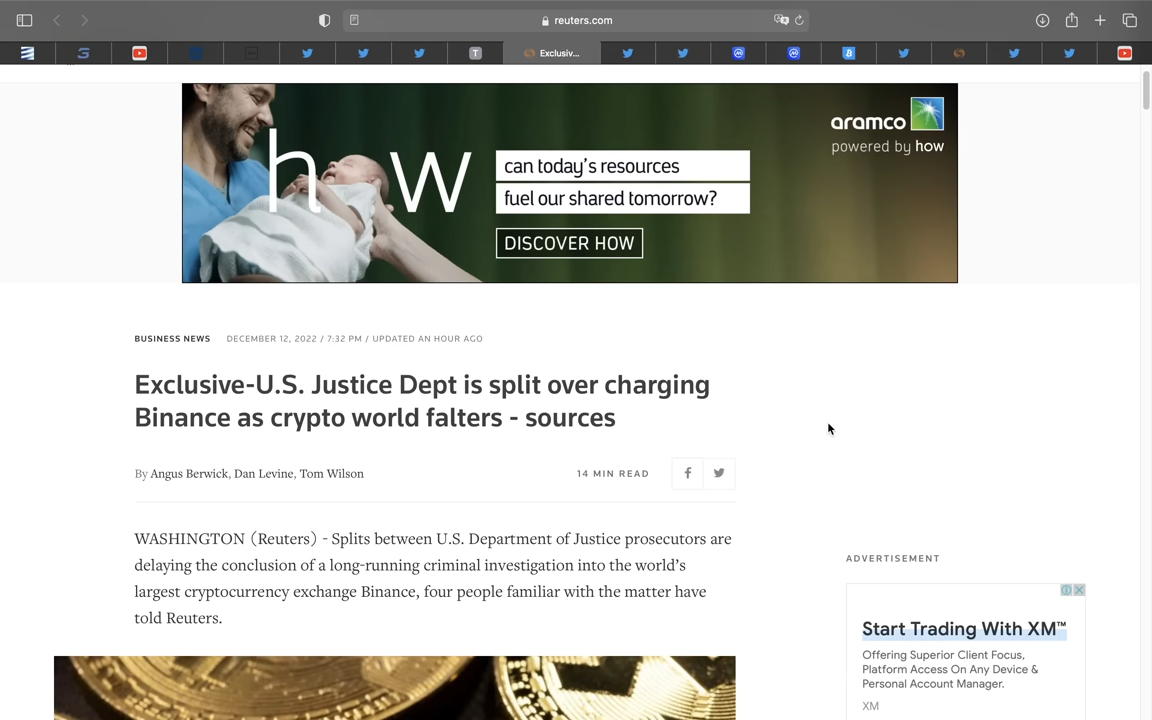 reuters.com
T
Exclusiv...
aramco
powered by how
how
can today's resources
fuel our shared tomorrow?
DISCOVER HOW
BUSINESS NEWS DECEMBER 12, 2022 / 7:32 PM / UPDATED AN HOUR AGO
Exclusive-U.S. Justice Dept is split over charging
Binance as crypto world falters - sources
By Angus Berwick, Dan Levine, Tom Wilson
14 MIN READ
WASHINGTON (Reuters) - Splits between U.S. Department of Justice prosecutors are
delaying the conclusion of a long-running criminal investigation into the world's
largest cryptocurrency exchange Binance, four people familiar with the matter have
told Reuters.
ADVERTISEMENT
Start Trading With XM™
Offering Superior Client Focus,
Platform Access On Any Device &
Personal Account Manager.
XM